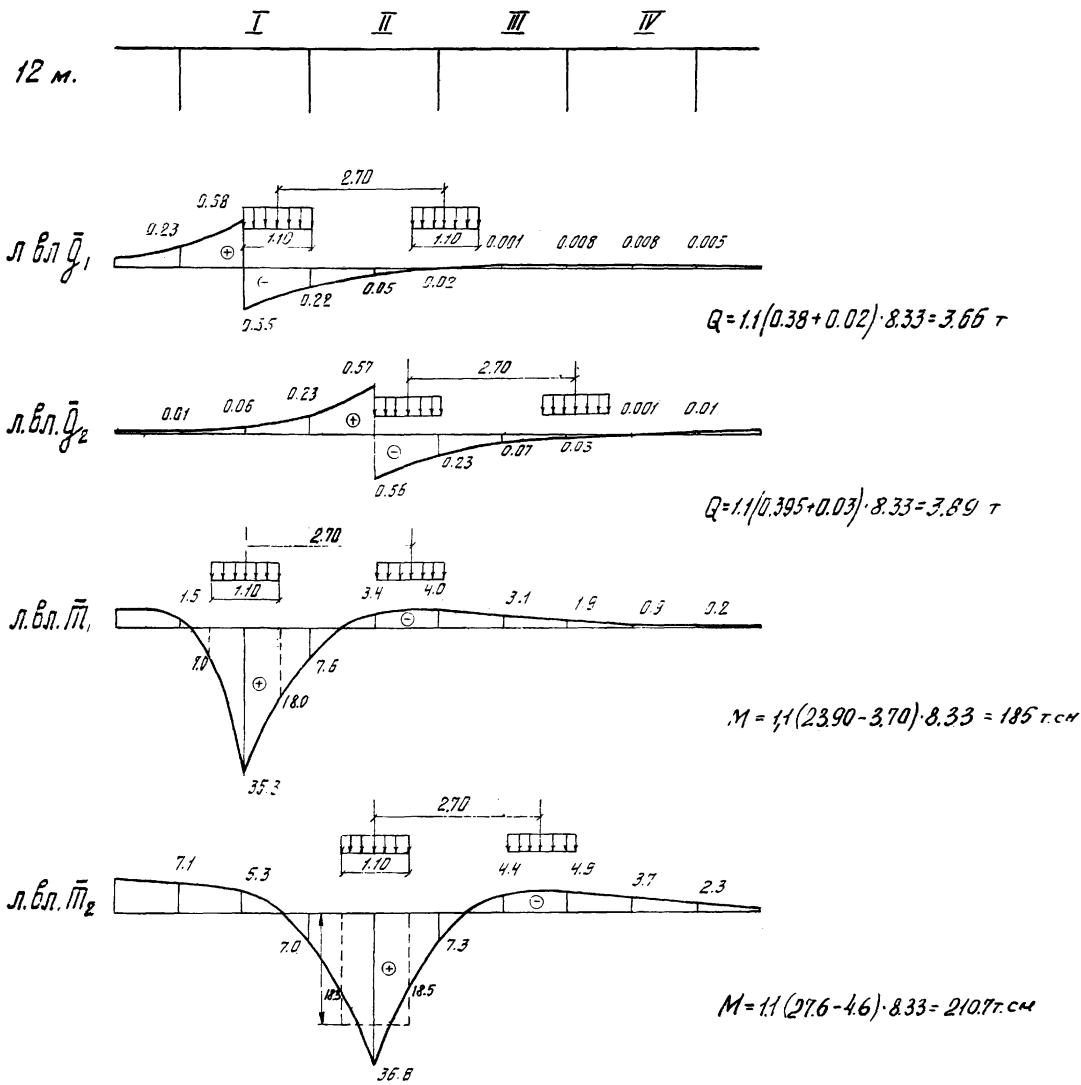 I II III IV
12 м.
2.70
0.58
0.23
1.10 1.10
0.001 0.008 0.008 0.005
л вл g̅₁
⊕
(-
0.22 0.05 0.02
0.55
Q=1.1(0.38+0.02)·8.33=3.66 т
0.57 2.70
0.23
0.01 0.06
0.001 0.01
л.вл.g̅₂
⊕
⊖
0.23 0.07 0.03
0.56
Q=1.1(0.395+0.03)·8.33=3.89 т
2.70
1.5 1.10 3.4 4.0 3.1 1.9 0.9 0.2
л.вл.m̅₁
⊖
9.0 7.6
⊕
18.0
M=1,1(23.90-3.70)·8.33=185 т.см
35.3
2.70
7.1 5.3 1.10 4.4 4.9 3.7 2.3
л.вл.m̅₂
⊖
7.0 7.3
⊕
18.5 18.5
M=1.1(27.6-4.6)·8.33=210.7т.см
36.8